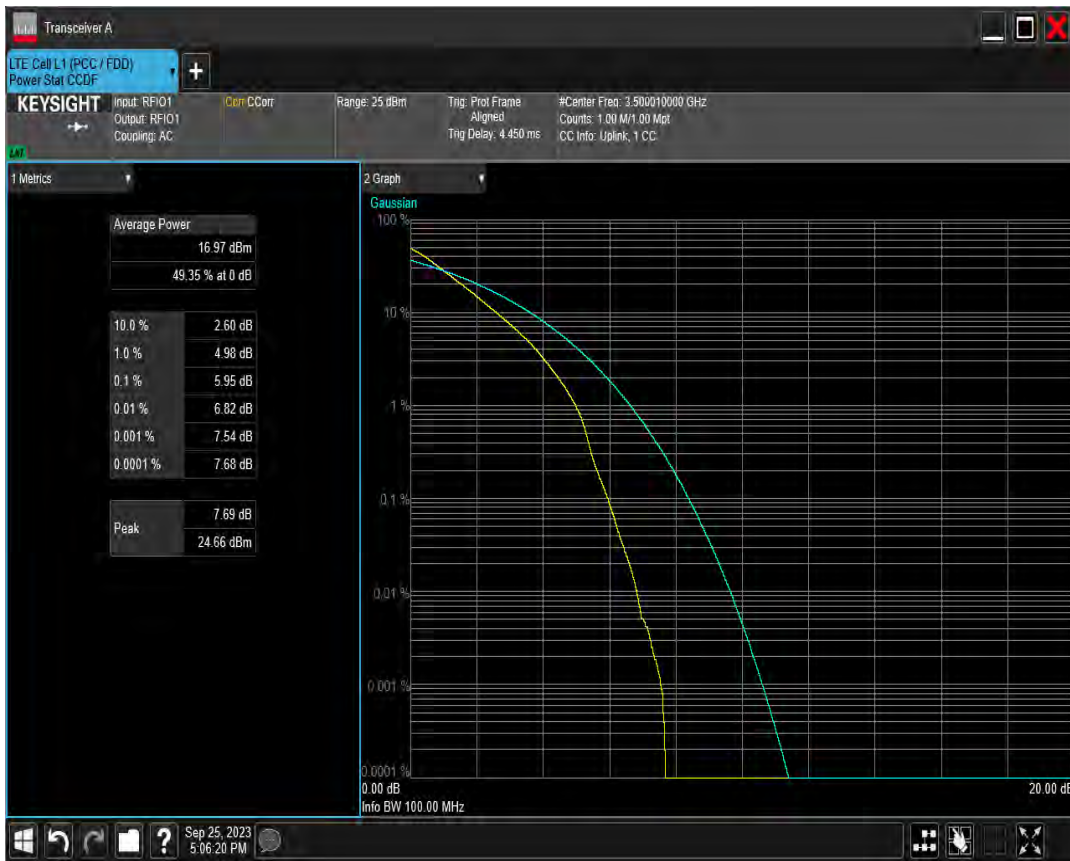 Transceiver A
LTE Cell L1 (PCC / FDD)
Power Stat CCDF
+
KEYSIGHT
Input: RFIO1
Output: RFIO1
Coupling: AC
Corr CCorr
Range: 25 dBm
Trig: Prot Frame
Aligned
Trig Delay: 4.450 ms
#Center Freq: 3.500010000 GHz
Counts: 1.00 M/1.00 Mpt
CC Info: Uplink, 1 CC
LXI
1 Metrics
Average Power
16.97 dBm
49.35 % at 0 dB
10.0 % 2.60 dB
1.0 % 4.98 dB
0.1 % 5.95 dB
0.01 % 6.82 dB
0.001 % 7.54 dB
0.0001 % 7.68 dB
Peak
7.69 dB
24.66 dBm
2 Graph
Gaussian
100 %
10 %
1 %
0.1 %
0.01 %
0.001 %
0.0001 %
0.00 dB
20.00 dB
Info BW 100.00 MHz
?
Sep 25, 2023
5:06:20 PM